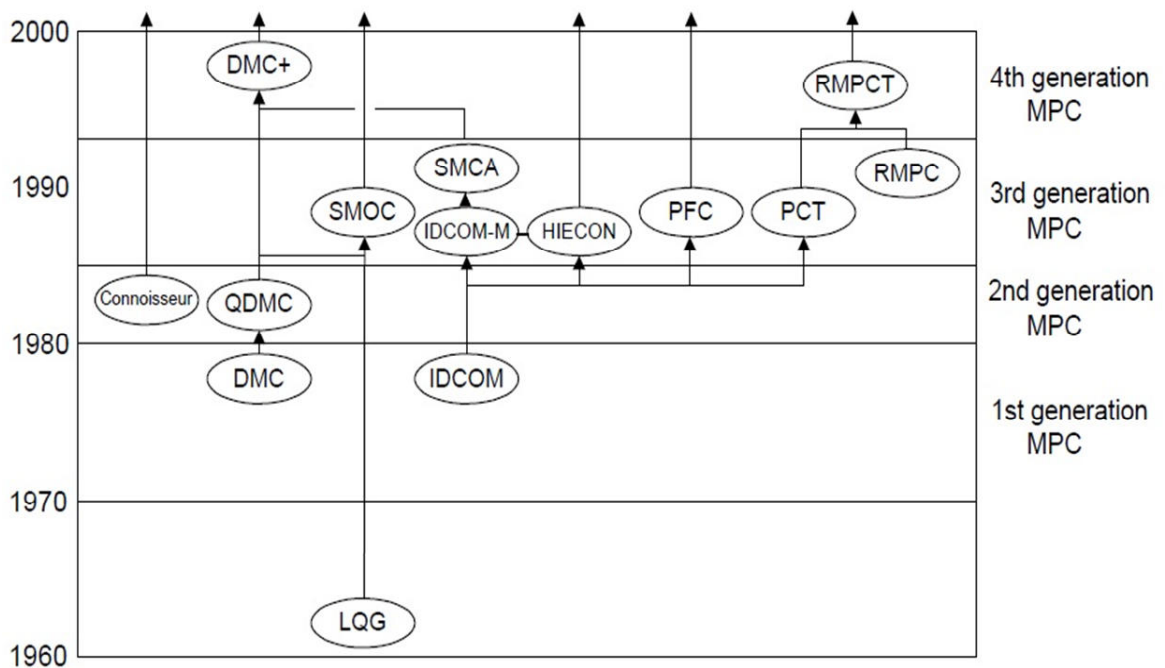 2000
DMC+
RMPCT
4th generation
MPC
SMCA
RMPC
1990
SMOC
IDCOM-M
HIECON
PFC
PCT
3rd generation
MPC
Connoisseur
QDMC
2nd generation
MPC
1980
DMC
IDCOM
1st generation
MPC
1970
LQG
1960